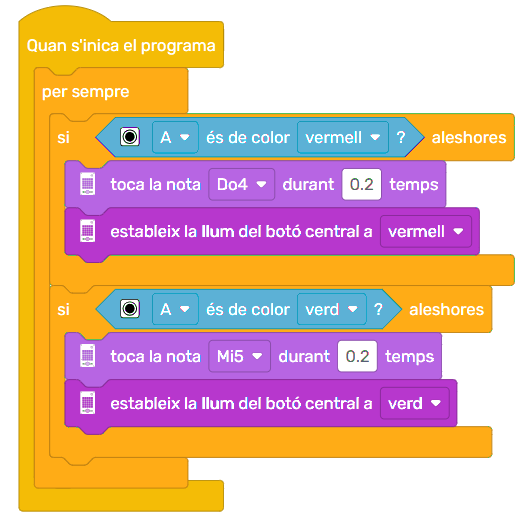 Quan s'inica el programa
per sempre
si A és de color vermell ? aleshores
toca la nota Do4 durant 0.2 temps
estableix la llum del botó central a vermell
si A és de color verd ? aleshores
toca la nota Mi5 durant 0.2 temps
estableix la llum del botó central a verd